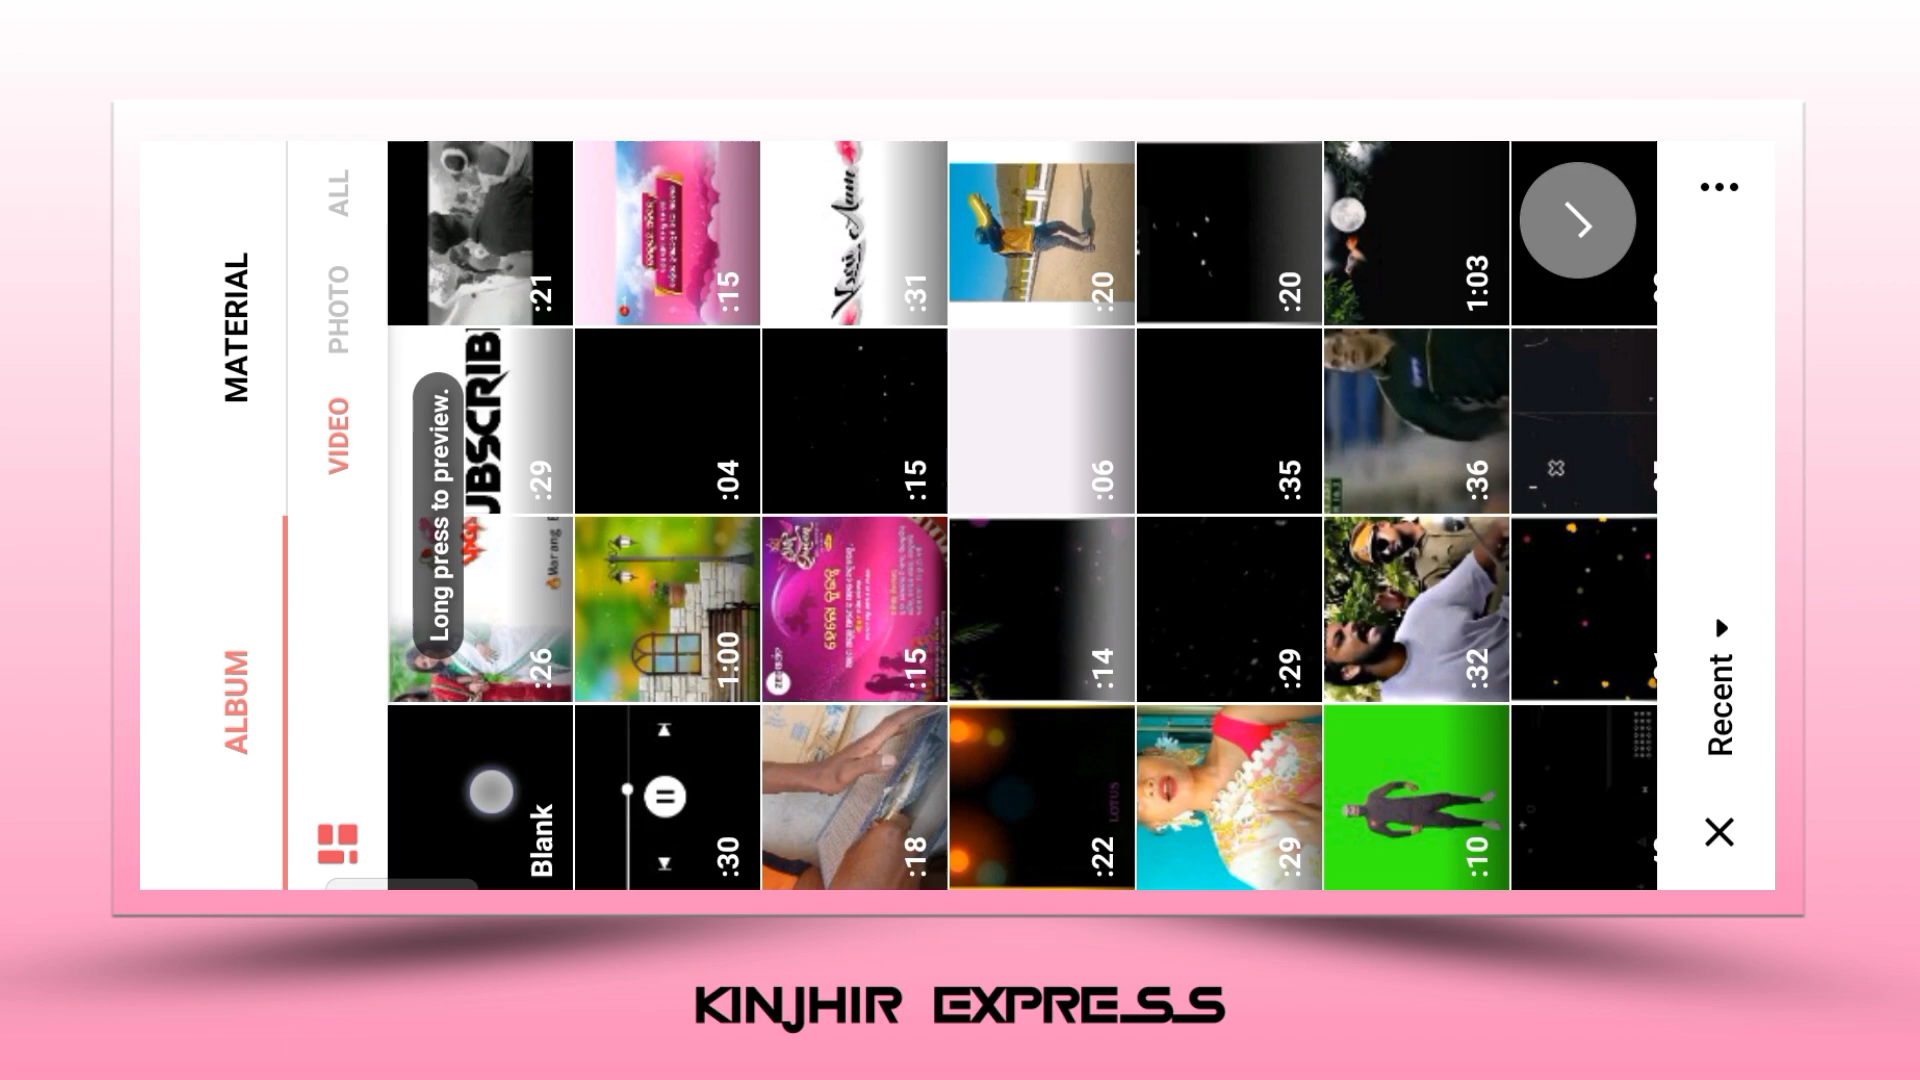 Recent
ALBUM
MATERIAL
VIDEO
PHOTO
ALL
Long press to preview.
Blank
:26
UBSCRIB
:29
:21
:30
1:00
:04
:15
:18
:15
:15
:31
:22
LOTUS
:14
:06
:20
:29
:29
:35
:20
:10
:32
:36
1:03
KINJHIR EXPRESS